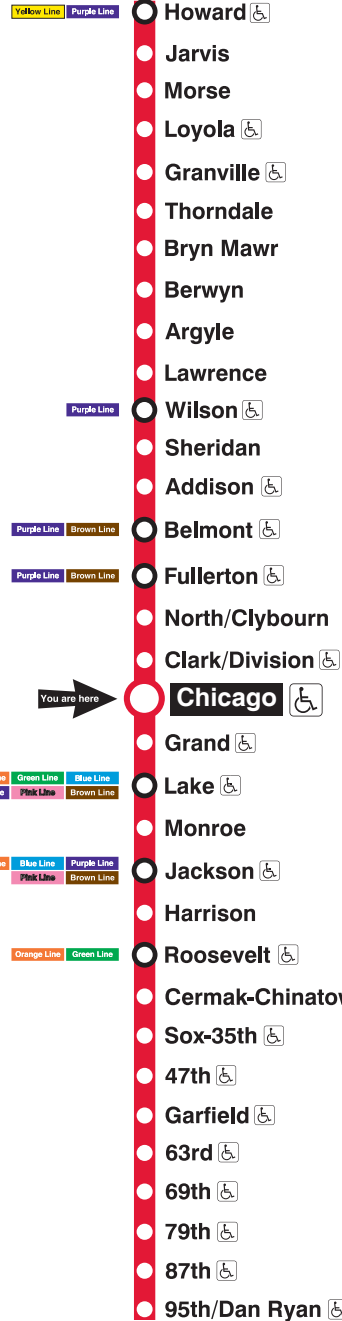 Yellow Line Purple Line Howard
Jarvis
Morse
Loyola
Granville
Thorndale
Bryn Mawr
Berwyn
Argyle
Lawrence
Purple Line Wilson
Sheridan
Addison
Purple Line Brown Line Belmont
Purple Line Brown Line Fullerton
North/Clybourn
Clark/Division
You are here Chicago
Grand
Green Line Blue Line
Lake
Pink Line Brown Line
Monroe
Blue Line Purple Line
Jackson
Pink Line Brown Line
Harrison
Orange Line Green Line Roosevelt
Sox-35th
47th
Garfield
63rd
69th
79th
87th
95th/Dan Ryan